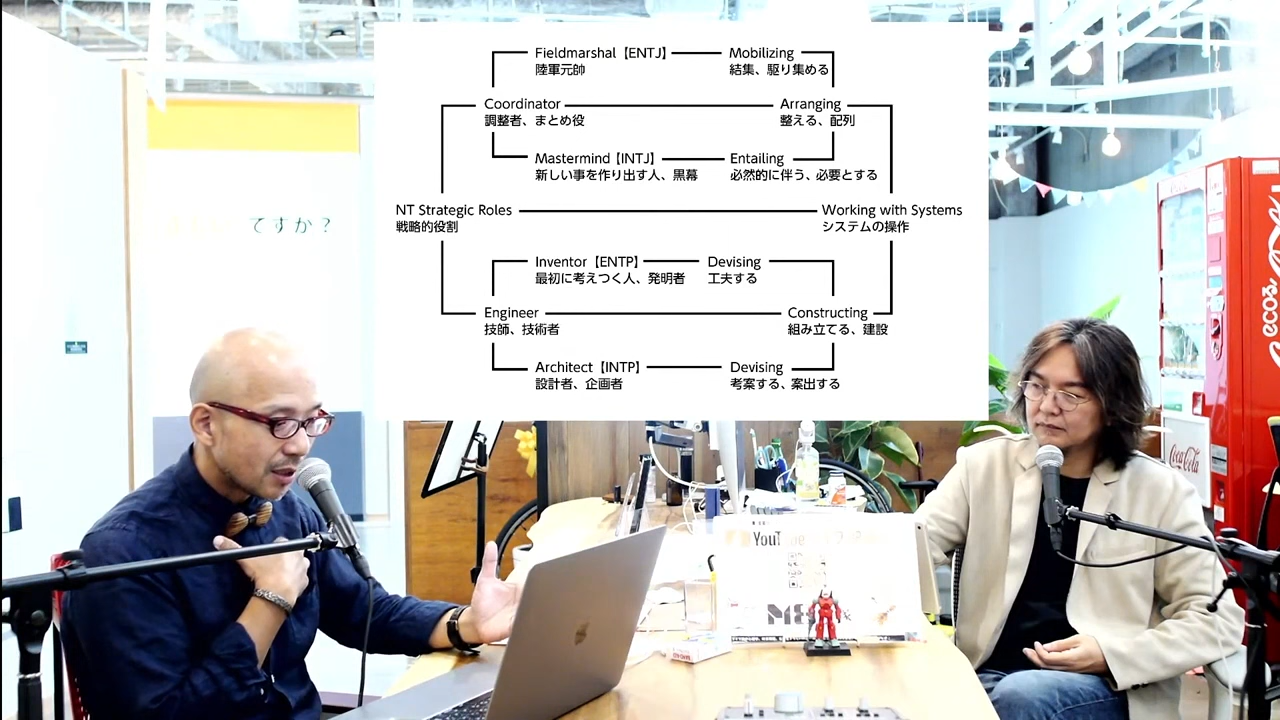 Fieldmarshal【ENTJ】
陸軍元帥
Mobilizing
結集、駆り集める
Coordinator
調整者、まとめ役
Arranging
整える、配列
Mastermind【INTJ】
新しい事を作り出す人、黒幕
Entailing
必然的に伴う、必要とする
NT Strategic Roles
戦略的役割
Working with Systems
システムの操作
Inventor【ENTP】
最初に考えつく人、発明者
Devising
工夫する
Engineer
技師、技術者
Constructing
組み立てる、建設
Architect【INTP】
設計者、企画者
Devising
考案する、案出する
ですか?
ecos
Coca-Cola